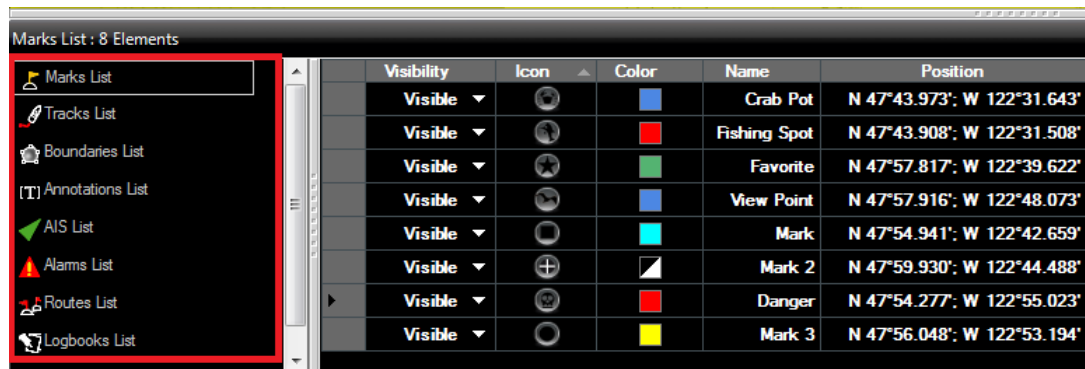 Marks List : 8 Elements
Marks List
Tracks List
Boundaries List
[T] Annotations List
AIS List
Alarms List
Routes List
Logbooks List
Visibility Icon Color Name Position
Visible Crab Pot N 47°43.973'; W 122°31.643'
Visible Fishing Spot N 47°43.908'; W 122°31.508'
Visible Favorite N 47°57.817'; W 122°39.622'
Visible View Point N 47°57.916'; W 122°48.073'
Visible Mark N 47°54.941'; W 122°42.659'
Visible Mark 2 N 47°59.930'; W 122°44.488'
Visible Danger N 47°54.277'; W 122°55.023'
Visible Mark 3 N 47°56.048'; W 122°53.194'